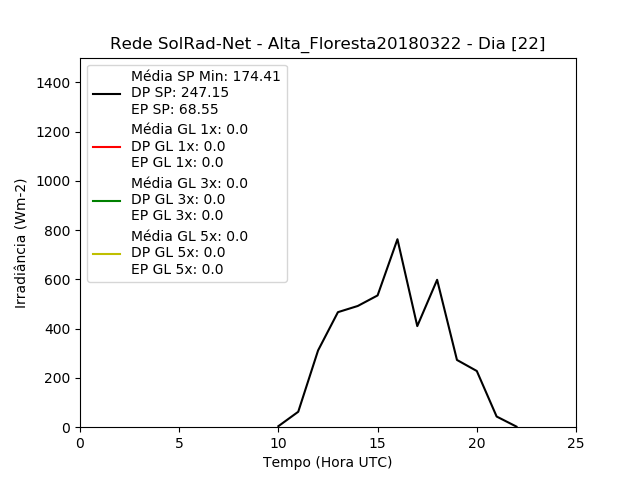 Rede SolRad-Net - Alta_Floresta20180322 - Dia [22]
Média SP Min: 174.41
DP SP: 247.15
EP SP: 68.55
Média GL 1x: 0.0
DP GL 1x: 0.0
EP GL 1x: 0.0
Média GL 3x: 0.0
DP GL 3x: 0.0
EP GL 3x: 0.0
Média GL 5x: 0.0
DP GL 5x: 0.0
EP GL 5x: 0.0
Irradiância (Wm-2)
1400
1200
1000
800
600
400
200
0
0 5 10 15 20 25
Tempo (Hora UTC)